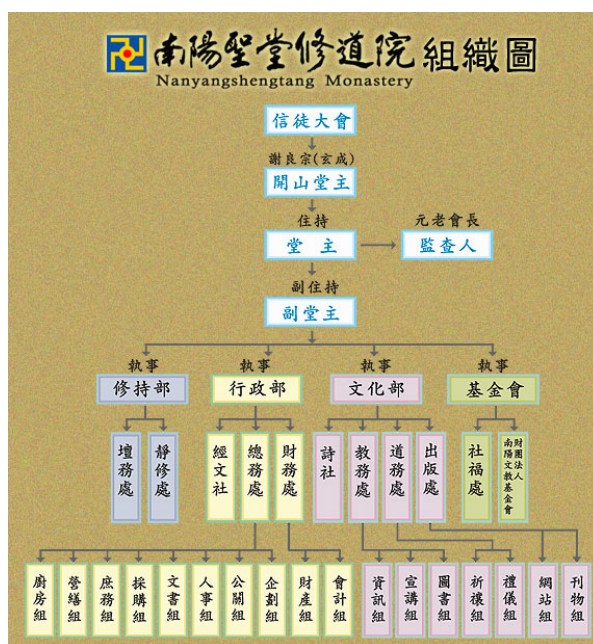 南陽聖堂修道院組織圖
Nanyangshengtang Monastery
信徒大會
謝良宗(玄成)
開山堂主
住持
元老會長
堂主
監查人
副住持
副堂主
執事
執事
執事
執事
修持部
行政部
文化部
基金會
壇務處
靜修處
經文社
總務處
財務處
詩社
教務處
道務處
出版處
社福處
財團法人
南陽文教基金會
廚房組
營繕組
庶務組
採購組
文書組
人事組
公關組
企劃組
財產組
會計組
資訊組
宣講組
圖書組
祈禳組
禮儀組
網站組
刊物組